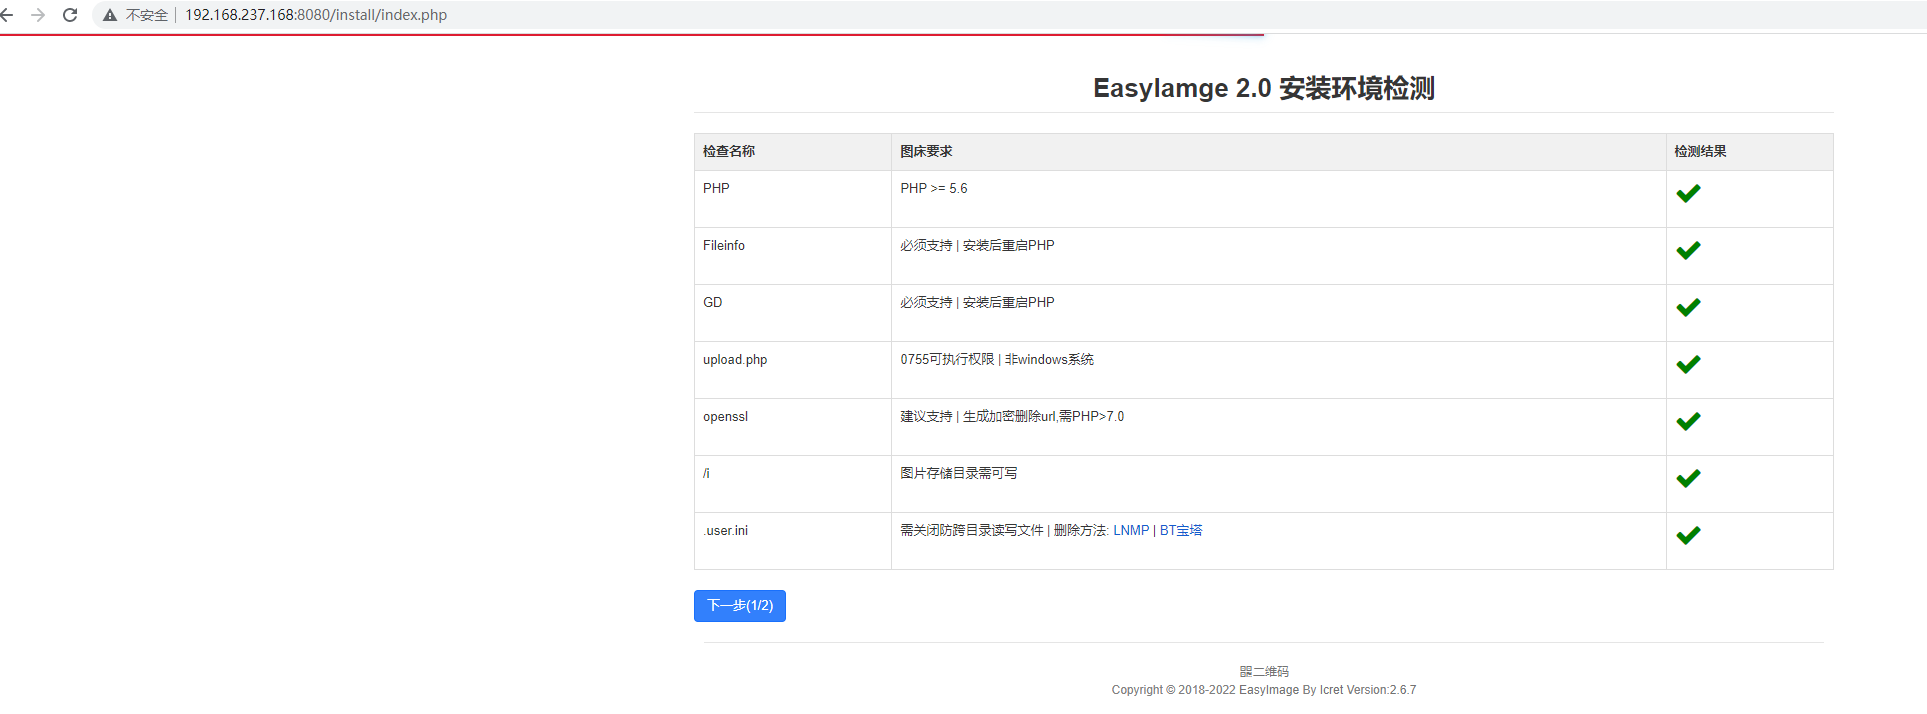 不安全 192.168.237.168:8080/install/index.php
EasyIamge 2.0 安装环境检测
检查名称 图床要求 检测结果
PHP PHP >= 5.6
Fileinfo 必须支持 | 安装后重启PHP
GD 必须支持 | 安装后重启PHP
upload.php 0755可执行权限 | 非windows系统
openssl 建议支持 | 生成加密删除url,需PHP>7.0
/i 图片存储目录需可写
.user.ini 需关闭防跨目录读写文件 | 删除方法: LNMP | BT宝塔
下一步(1/2)
二维码
Copyright © 2018-2022 EasyImage By Icret Version:2.6.7